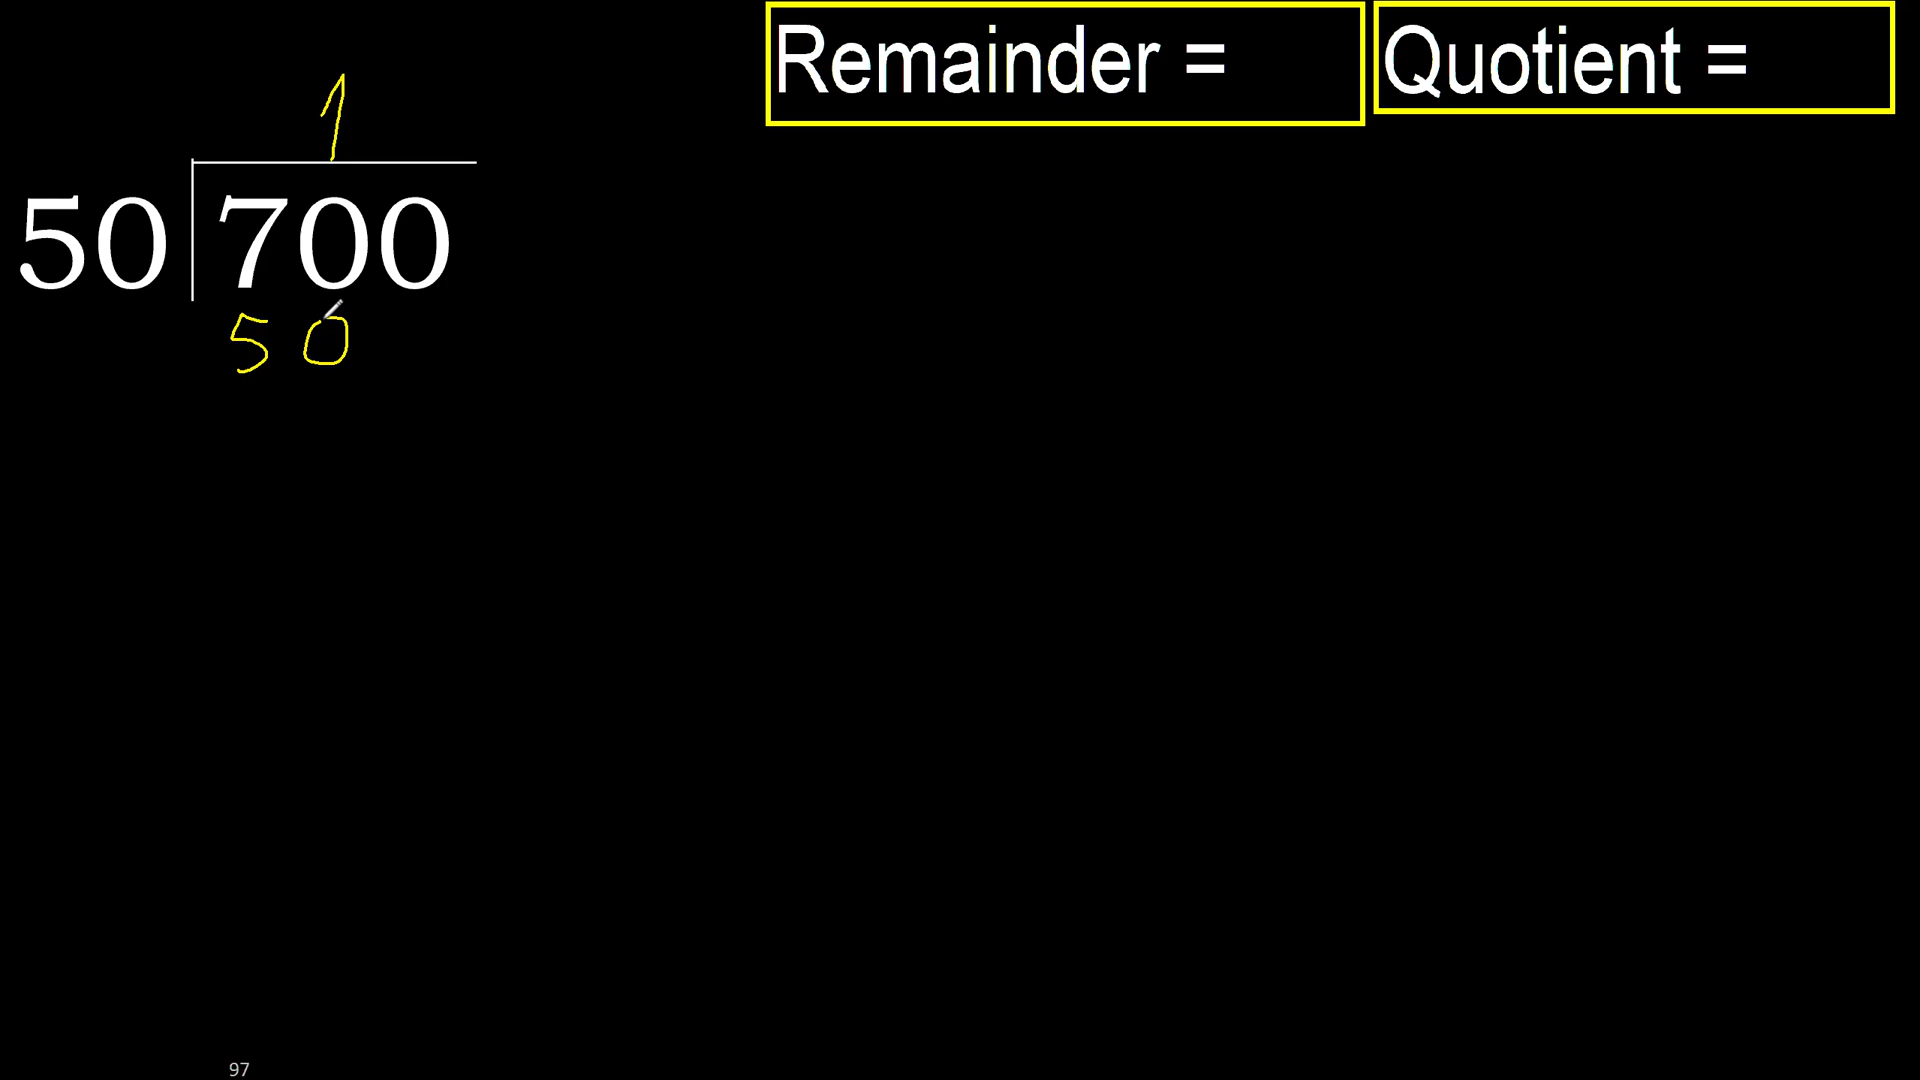 Remainder =
Quotient =
1
50 700
50
97